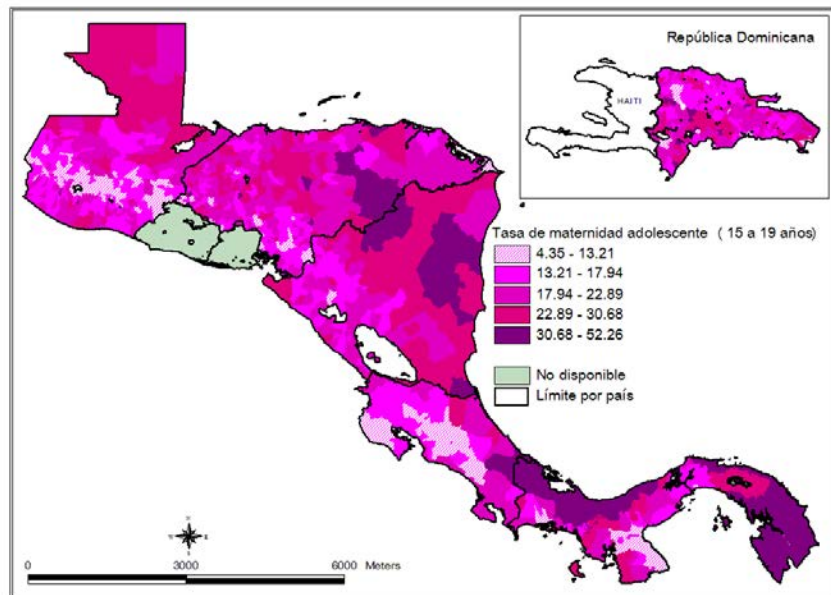 República Dominicana
HAITI
Tasa de maternidad adolescente ( 15 a 19 años)
4.35 - 13.21
13.21 - 17.94
17.94 - 22.89
22.89 - 30.68
30.68 - 52.26
No disponible
Límite por país
0 3000 6000 Meters